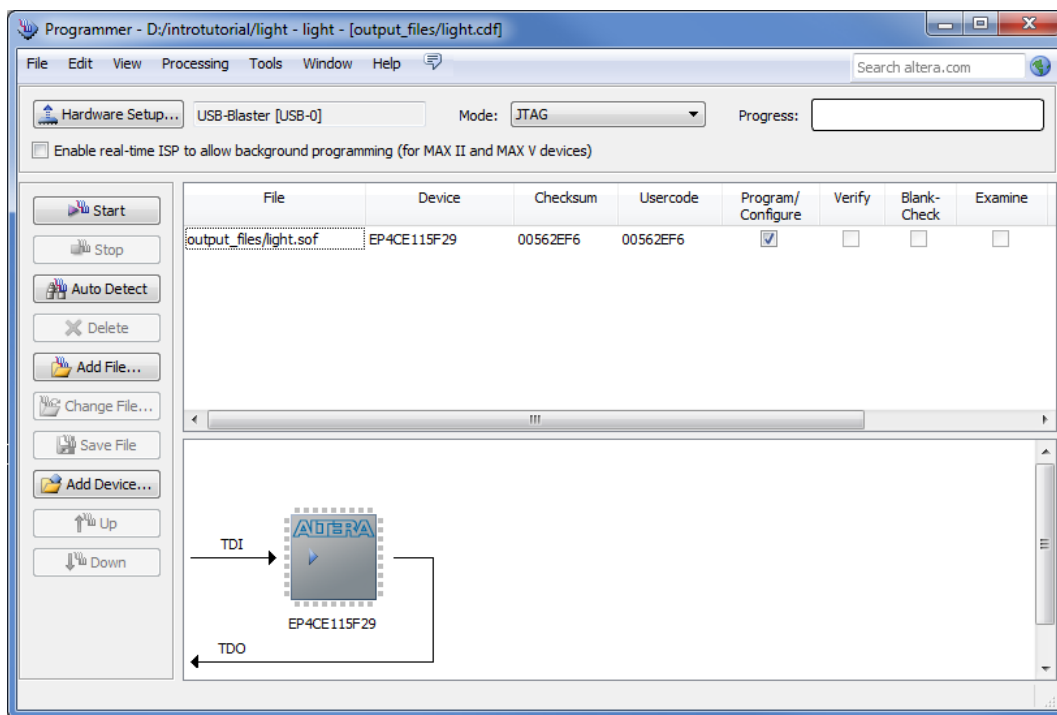 Programmer - D:/introtutorial/light - light - [output_files/light.cdf]
File Edit View Processing Tools Window Help
Search altera.com
Hardware Setup... USB-Blaster [USB-0] Mode: JTAG Progress:
Enable real-time ISP to allow background programming (for MAX II and MAX V devices)
Start
Stop
Auto Detect
Delete
Add File...
Change File...
Save File
Add Device...
Up
Down
File Device Checksum Usercode Program/ Verify Blank- Examine
Configure Check
output_files/light.sof EP4CE115F29 00562EF6 00562EF6
ALTERA
TDI
EP4CE115F29
TDO